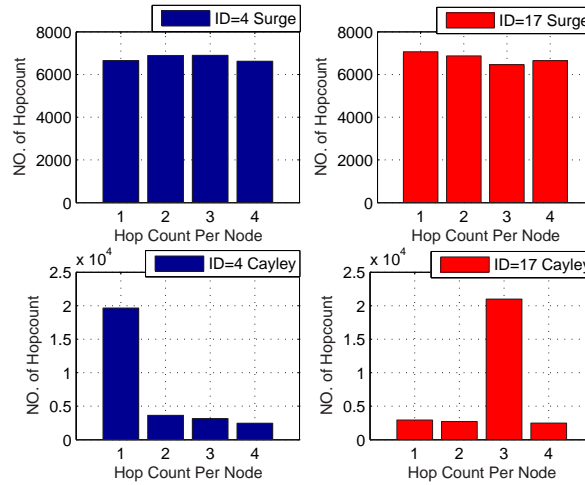 ID=4 Surge
8000
6000
4000
2000
0
NO. of Hopcount
1 2 3 4
Hop Count Per Node
ID=17 Surge
8000
6000
4000
2000
0
NO. of Hopcount
1 2 3 4
Hop Count Per Node
x 10^4
ID=4 Cayley
2.5
2
1.5
1
0.5
0
NO. of Hopcount
1 2 3 4
Hop Count Per Node
x 10^4
ID=17 Cayley
2.5
2
1.5
1
0.5
0
NO. of Hopcount
1 2 3 4
Hop Count Per Node